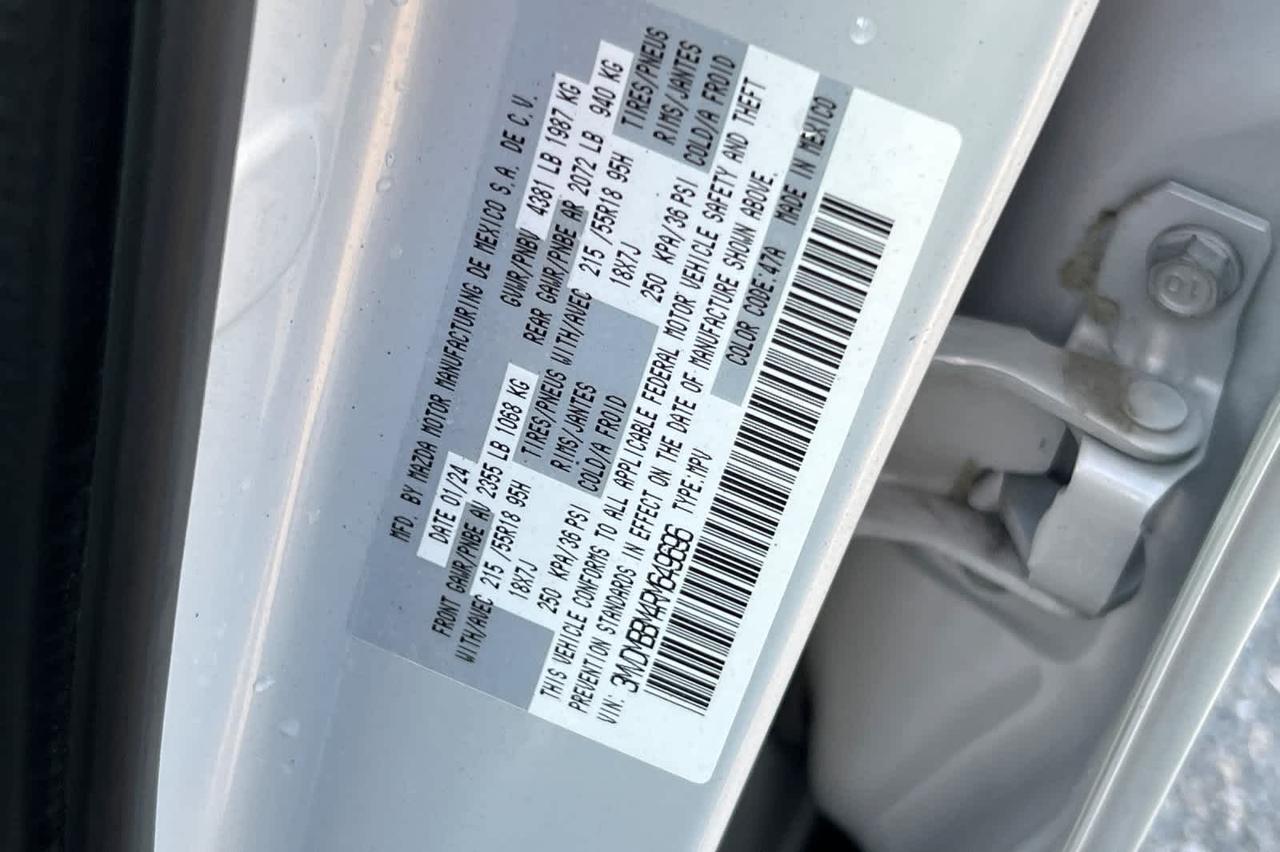 MFD. BY MAZDA MOTOR MANUFACTURING DE MEXICO S.A. DE C.V.
DATE 01/24 GVWR/PNBV 4381 LB 1987 KG
FRONT GAWR/PNBE AV 2355 LB 1068 KG REAR GAWR/PNBE AR 2072 LB 940 KG
WITH/AVEC 215 /55R18 95H TIRES/PNEUS WITH/AVEC 215 /55R18 95H TIRES/PNEUS
18X7J RIMS/JANTES 18X7J RIMS/JANTES
250 KPA/36 PSI COLD/A FROID 250 KPA/36 PSI COLD/A FROID
THIS VEHICLE CONFORMS TO ALL APPLICABLE FEDERAL MOTOR VEHICLE SAFETY AND THEFT
PREVENTION STANDARDS IN EFFECT ON THE DATE OF MANUFACTURE SHOWN ABOVE.
VIN: 3MVDMBBM4RM649696 TYPE:MPV COLOR CODE:47A MADE IN MEXICO